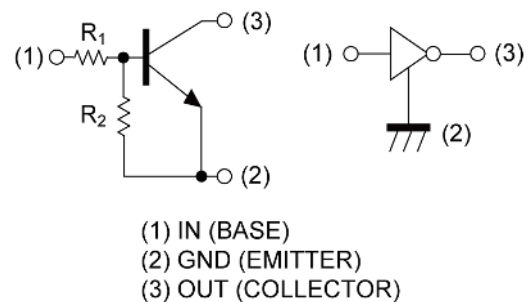 (3)
(1)
R1
R2
(2)
(1)
(3)
(2)
(1) IN (BASE)
(2) GND (EMITTER)
(3) OUT (COLLECTOR)